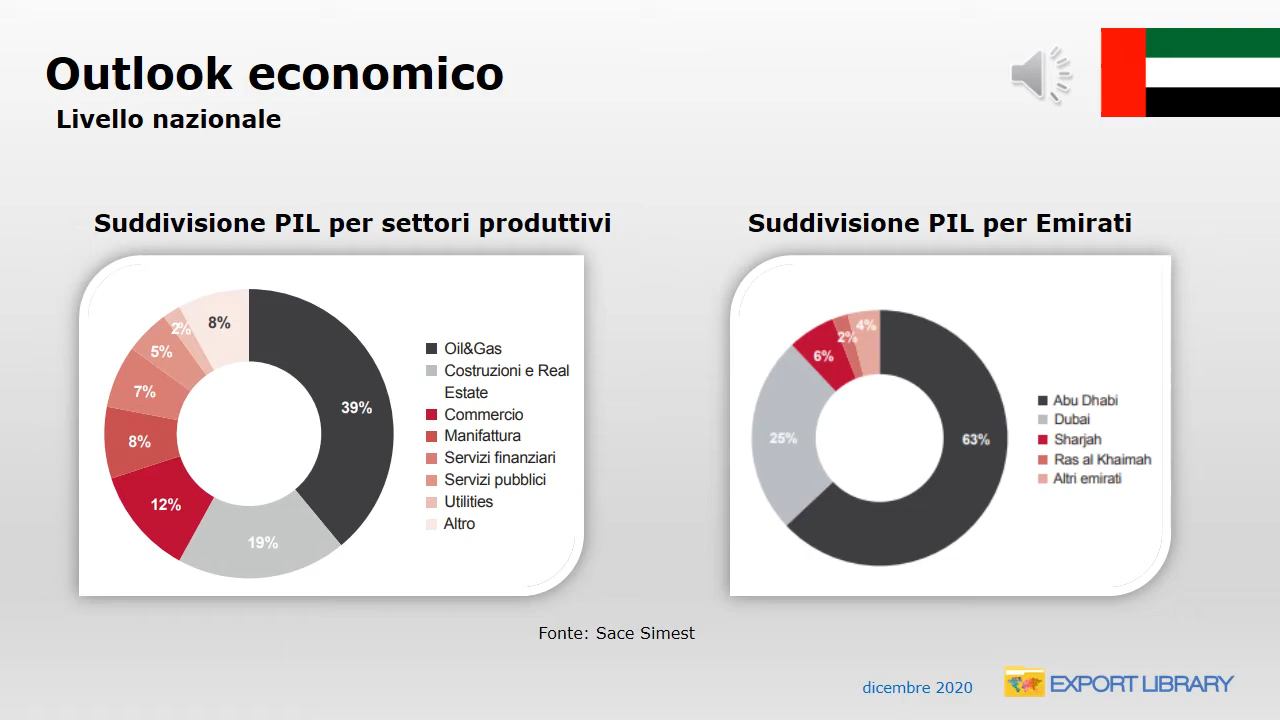 Outlook economico
Livello nazionale
Suddivisione PIL per settori produttivi
8%
2%
5%
7%
8%
12%
19%
39%
Oil&Gas
Costruzioni e Real
Estate
Commercio
Manifattura
Servizi finanziari
Servizi pubblici
Utilities
Altro
Suddivisione PIL per Emirati
4%
2%
6%
25%
63%
Abu Dhabi
Dubai
Sharjah
Ras al Khaimah
Altri emirati
Fonte: Sace Simest
dicembre 2020
EXPORT LIBRARY